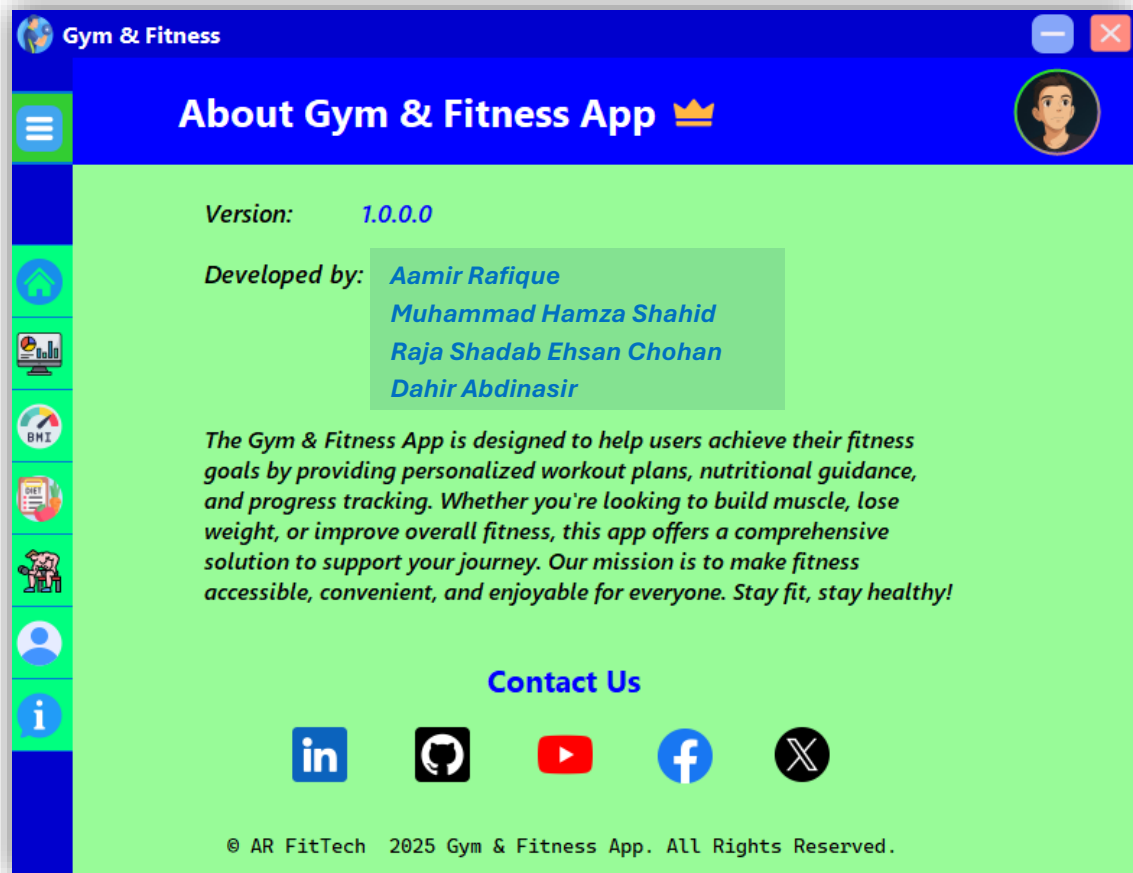 Gym & Fitness
About Gym & Fitness App
Version: 1.0.0.0
Developed by: Aamir Rafique
Muhammad Hamza Shahid
Raja Shadab Ehsan Chohan
Dahir Abdinasir
BMI
DIET
The Gym & Fitness App is designed to help users achieve their fitness
goals by providing personalized workout plans, nutritional guidance,
and progress tracking. Whether you're looking to build muscle, lose
weight, or improve overall fitness, this app offers a comprehensive
solution to support your journey. Our mission is to make fitness
accessible, convenient, and enjoyable for everyone. Stay fit, stay healthy!
Contact Us
in
© AR FitTech 2025 Gym & Fitness App. All Rights Reserved.